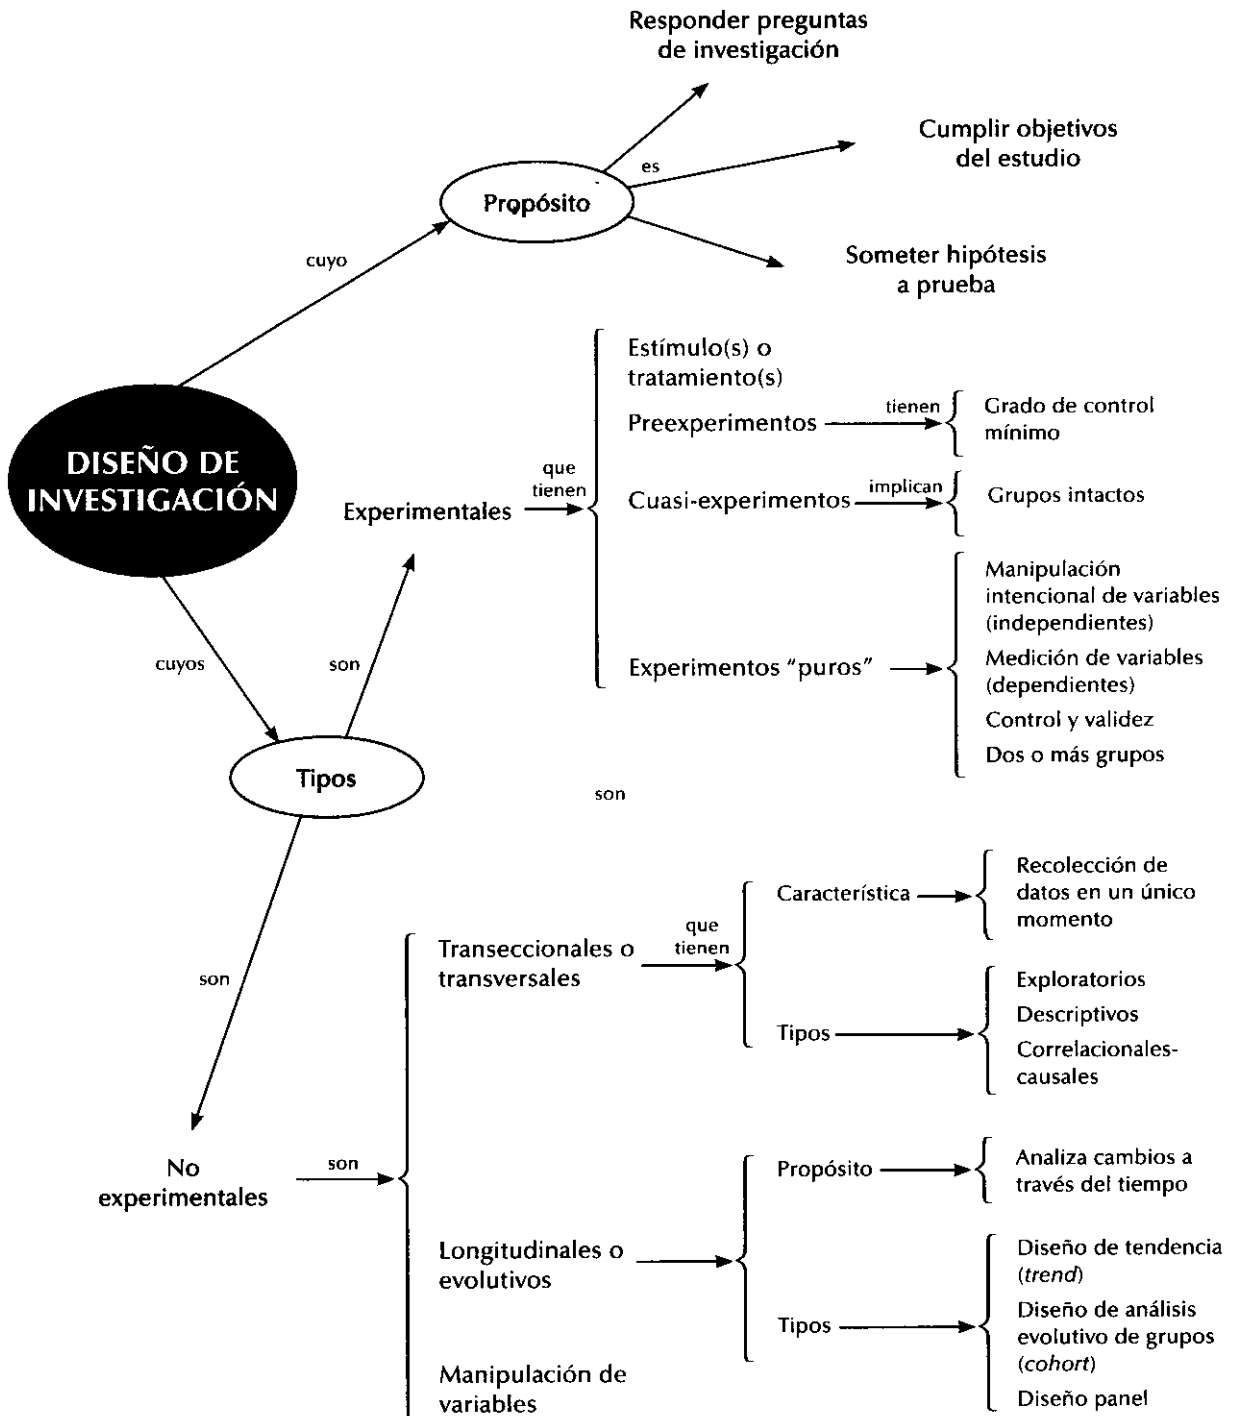 Responder preguntas
de investigación
Cumplir objetivos
del estudio
es
Propósito
Someter hipótesis
a prueba
cuyo
Estímulo(s) o
tratamiento(s)
Preexperimentos
tienen
Grado de control
mínimo
DISEÑO DE
INVESTIGACIÓN
Experimentales
que
tienen
Cuasi-experimentos
implican
Grupos intactos
Manipulación
intencional de variables
(independientes)
cuyos
son
Experimentos “puros”
Medición de variables
(dependientes)
Control y validez
Dos o más grupos
Tipos
son
Característica
Recolección de
datos en un único
momento
Transeccionales o
transversales
que
tienen
son
Tipos
Exploratorios
Descriptivos
Correlacionales-
causales
No
experimentales
son
Propósito
Analiza cambios a
través del tiempo
Longitudinales o
evolutivos
Tipos
Diseño de tendencia
(trend)
Diseño de análisis
evolutivo de grupos
(cohort)
Diseño panel
Manipulación de
variables